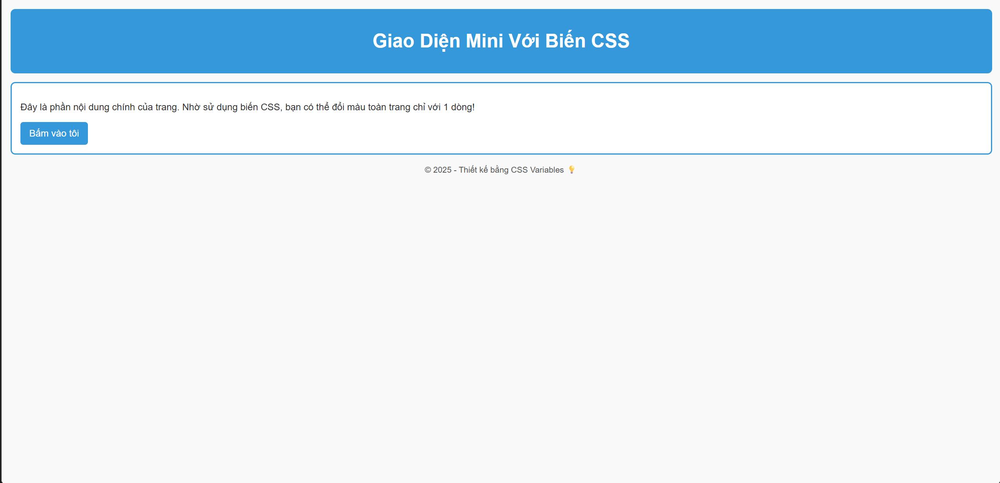 Giao Diện Mini Với Biến CSS
Đây là phần nội dung chính của trang. Nhờ sử dụng biến CSS, bạn có thể đổi màu toàn trang chỉ với 1 dòng!
Bấm vào tôi
© 2025 - Thiết kế bằng CSS Variables 💡